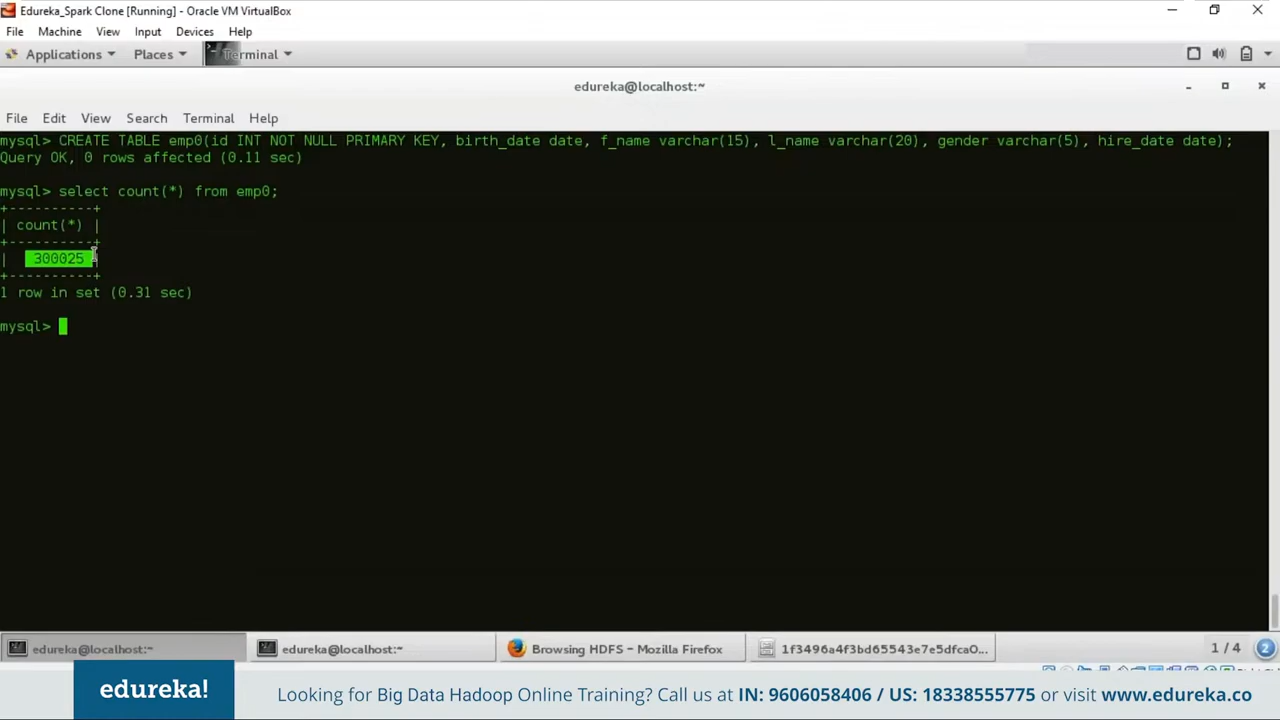 Edureka_Spark Clone [Running] - Oracle VM VirtualBox
File Machine View Input Devices Help
Applications Places Terminal
edureka@localhost:~
File Edit View Search Terminal Help
mysql> CREATE TABLE emp0(id INT NOT NULL PRIMARY KEY, birth_date date, f_name varchar(15), l_name varchar(20), gender varchar(5), hire_date date);
Query OK, 0 rows affected (0.11 sec)
mysql> select count(*) from emp0;
+----------+
| count(*) |
+----------+
| 300025 |
+----------+
1 row in set (0.31 sec)
mysql>
edureka@localhost:~ edureka@localhost:~ Browsing HDFS - Mozilla Firefox 1f3496a4f3bd65543e7e5dfca0... 1 / 4 2
edureka! Looking for Big Data Hadoop Online Training? Call us at IN: 9606058406 / US: 18338555775 or visit www.edureka.co